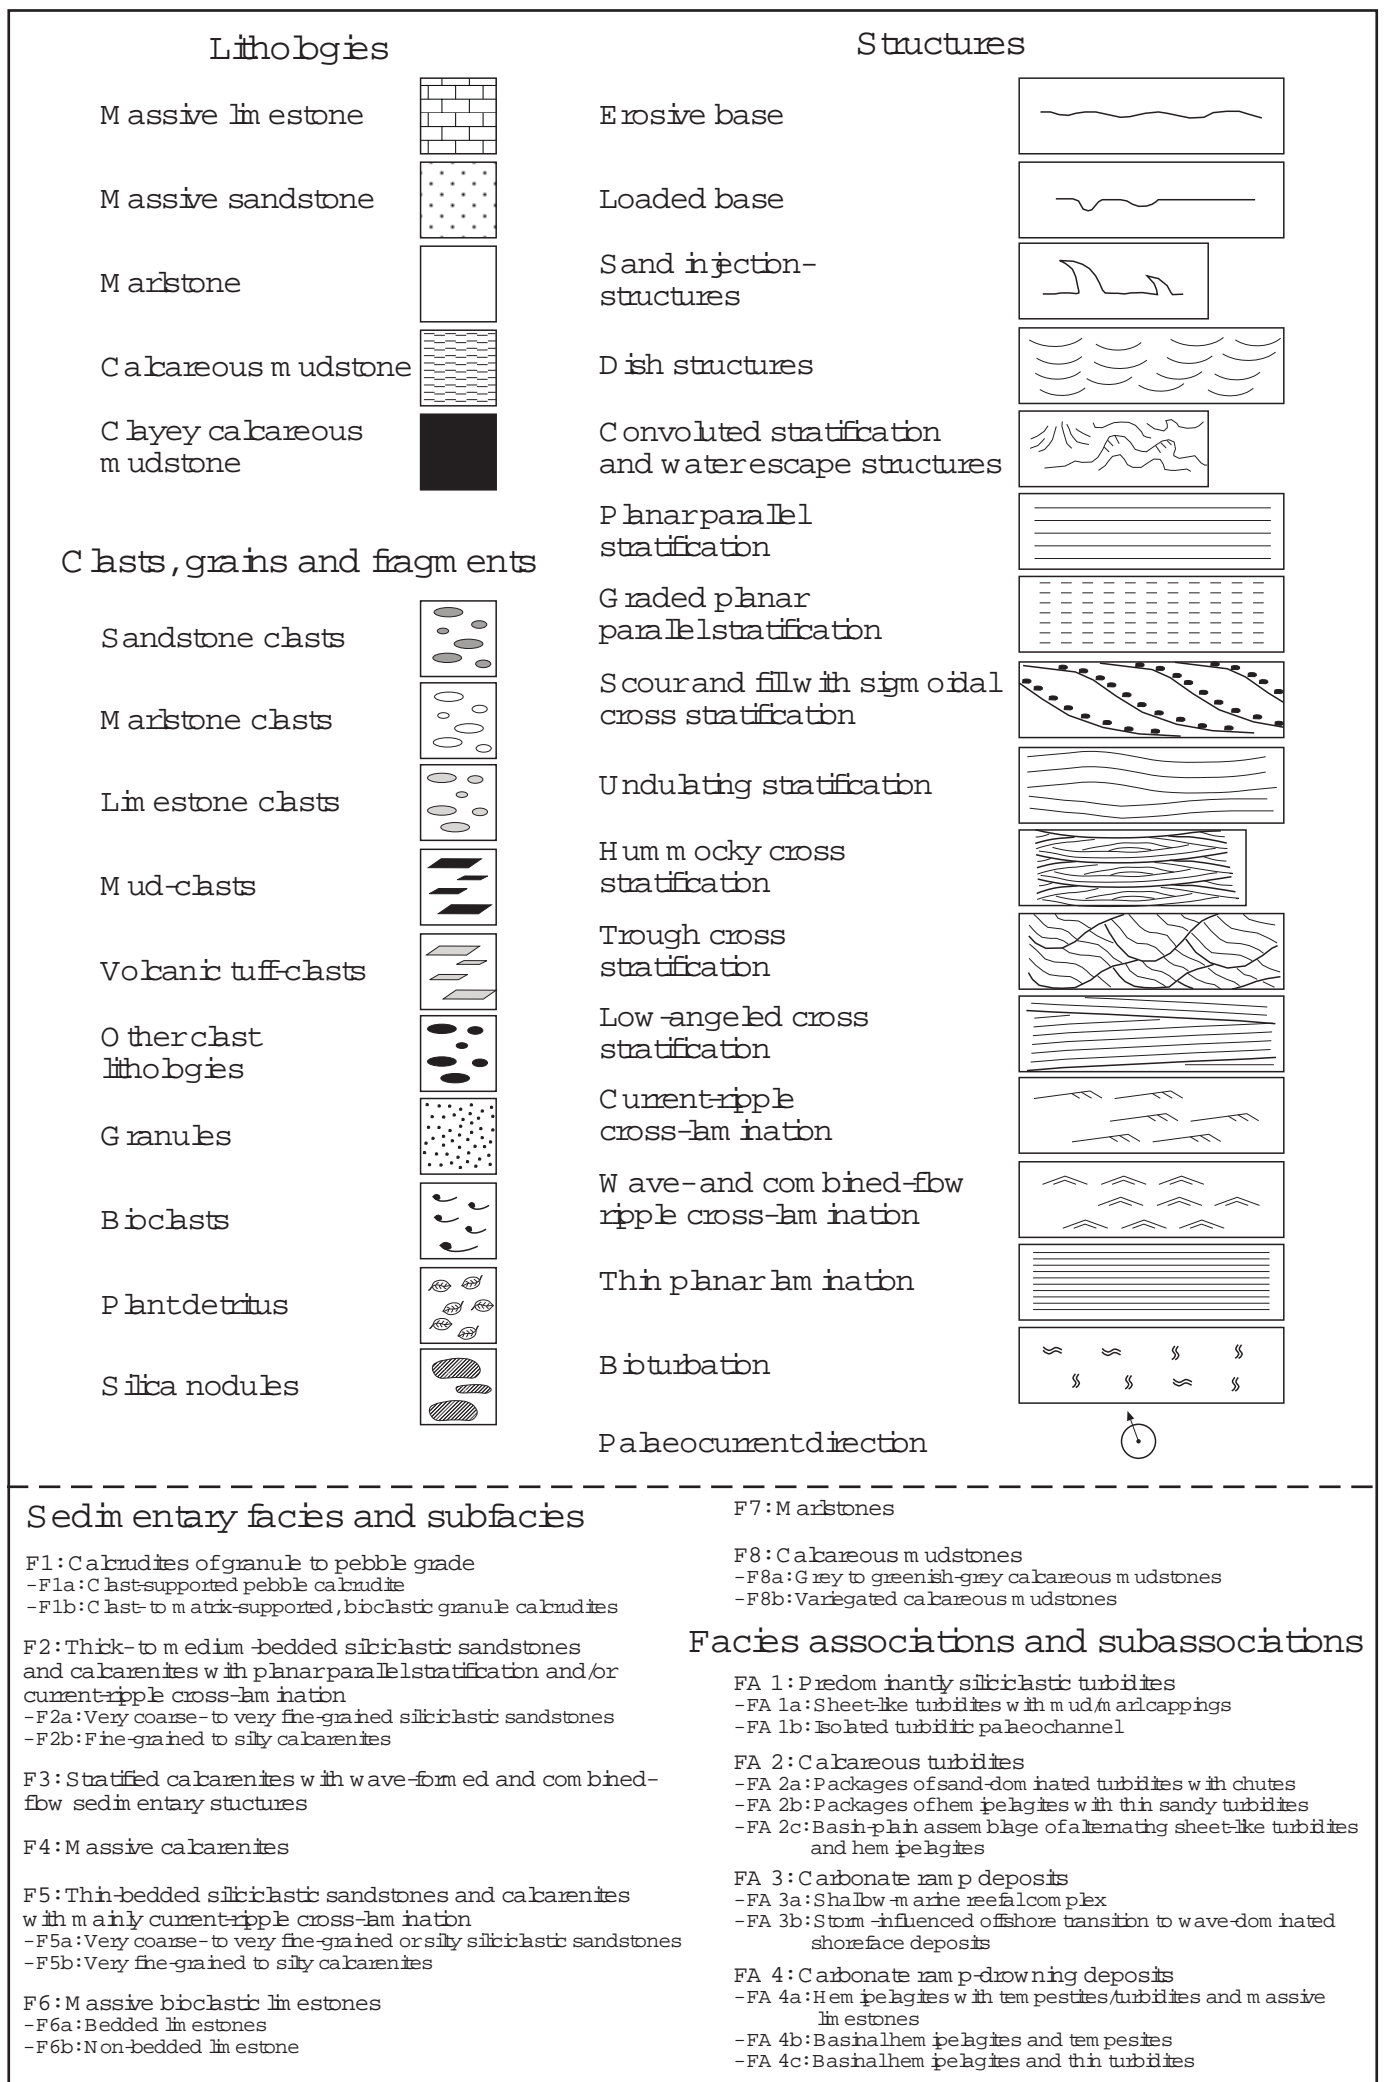 Lithologies
Massive limestone
Massive sandstone
Marlstone
Calcareous mudstone
Clayey calcareous
mudstone
Clasts, grains and fragments
Sandstone clasts
Marlstone clasts
Limestone clasts
Mud-clasts
Volcanic tuff-clasts
Other clast
lithologies
Granules
Bioclasts
Plant detrius
Silica nodules
Structures
Erosive base
Loaded base
Sand injection-
structures
Dish structures
Convoluted stratification
and water escape structures
Planar parallel
stratification
Graded planar
parallel stratification
Scour and fill with sigmoidal
cross stratification
Undulating stratification
Hummocky cross
stratification
Trough cross
stratification
Low-angeled cross
stratification
Current-ripple
cross-lamination
Wave- and combined-flow
ripple cross-lamination
Thin planar lamination
Bioturbation
Palaeocurrent direction
Sedimentary facies and subfacies
F1: Calcrudites of granule to pebble grade
-F1a: Clast-supported pebble calcrudite
-F1b: Clast- to matrix-supported, bioclastic granule calcrudites
F2: Thick- to medium-bedded silciclastic sandstones
and calcarenites with planar parallel stratification and/or
current-ripple cross-lamination
-F2a: Very coarse- to very fine-grained siliciclastic sandstones
-F2b: Fine-grained to silty calcarenites
F3: Stratified calcarenites with wave-formed and combined-
flow sedimentary stuctures
F4: Massive calcarenites
F5: Thin-bedded siliciclastic sandstones and calcarenites
with mainly current-ripple cross-lamination
-F5a: Very coarse- to very fine-grained or silty siliciclastic sandstones
-F5b: Very fine-grained to silty calcarenites
F6: Massive bioclastic limestones
-F6a: Bedded limestones
-F6b: Non-bedded limestone
F7: Marlstones
F8: Calcareous mudstones
-F8a: Grey to greenish-grey calcareous mudstones
-F8b: Variegated calcareous mudstones
Facies associations and subassociations
FA 1: Predominantly siliciclastic turbidites
-FA 1a: Sheet-like turbidites with mud/marl cappings
-FA 1b: Isolated turbiditic palaeochannel
FA 2: Calcareous turbidites
-FA 2a: Packages of sand-dominated turbidites with chutes
-FA 2b: Packages of hemipelagites with thin sandy turbidites
-FA 2c: Basin-plain assemblage of alternating sheet-like turbidites
and hemipelagites
FA 3: Carbonate ramp deposits
-FA 3a: Shallow-marine reefal complex
-FA 3b: Storm-influenced offshore transition to wave-dominated
shoreface deposits
FA 4: Carbonate ramp-drowning deposits
-FA 4a: Hemipelagites with tempestites/turbidites and massive
limestones
-FA 4b: Basinal hemipelagites and tempesites
-FA 4c: Basinal hemipelagites and thin turbidites